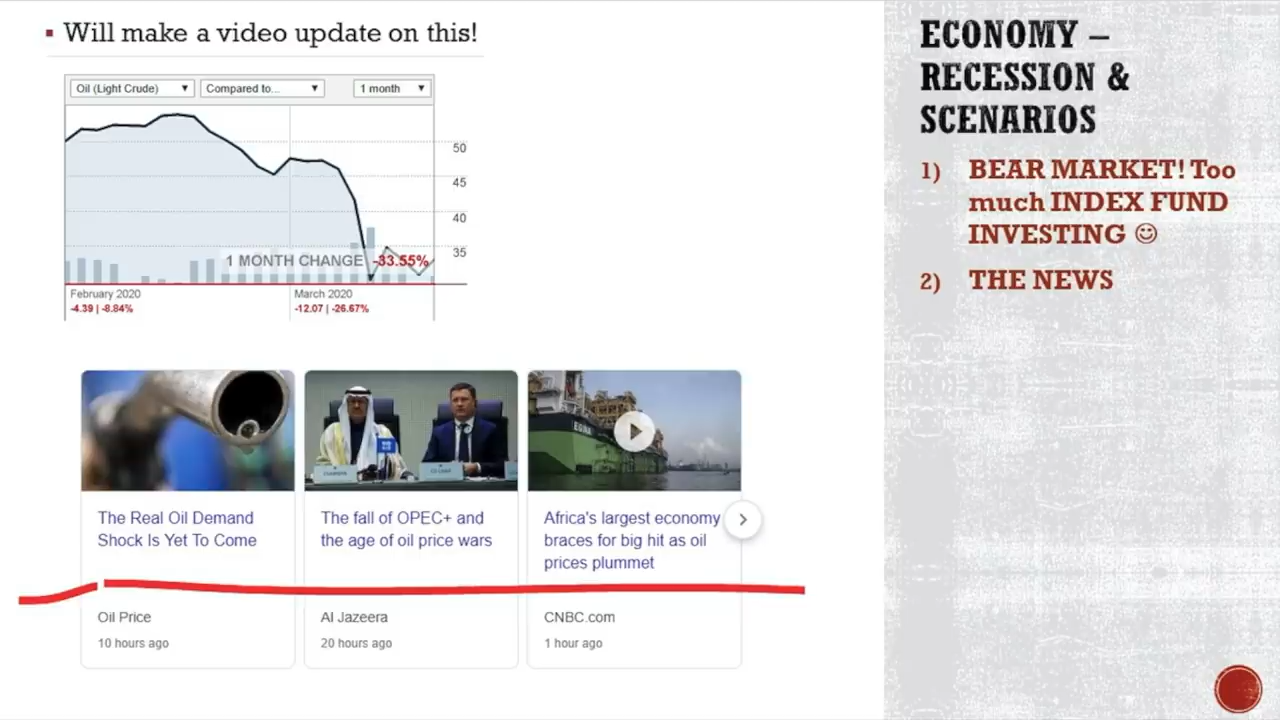 Will make a video update on this!
Oil (Light Crude)
Compared to...
1 month
50
45
40
35
1 MONTH CHANGE -33.55%
February 2020
-4.39 | -8.84%
March 2020
-12.07 | -26.67%
The Real Oil Demand
Shock Is Yet To Come
Oil Price
10 hours ago
The fall of OPEC+ and
the age of oil price wars
Al Jazeera
20 hours ago
EGINA
Africa's largest economy
braces for big hit as oil
prices plummet
CNBC.com
1 hour ago
ECONOMY –
RECESSION &
SCENARIOS
1) BEAR MARKET! Too
much INDEX FUND
INVESTING ☺
2) THE NEWS